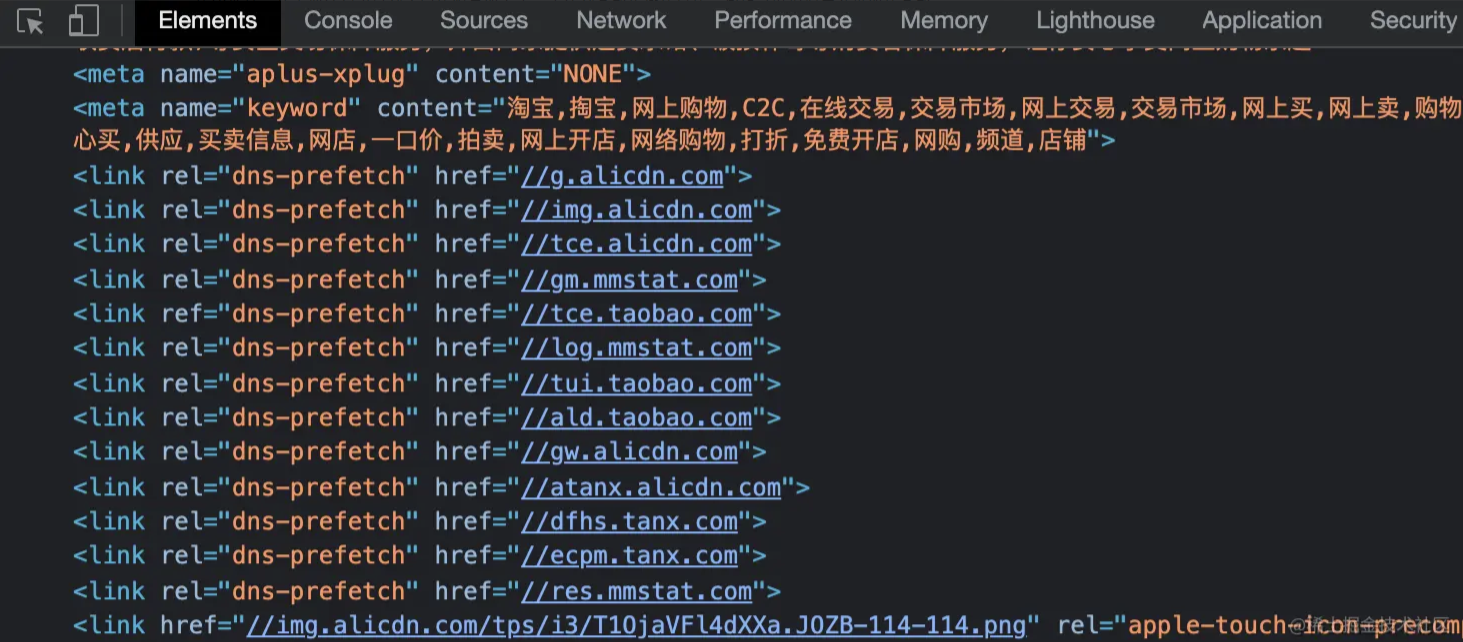 Elements Console Sources Network Performance Memory Lighthouse Application Security
<meta name="aplus-xplug" content="NONE">
<meta name="keyword" content="淘宝,掏宝,网上购物,C2C,在线交易,交易市场,网上交易,交易市场,网上买,网上卖,购物
心买,供应,买卖信息,网店,一口价,拍卖,网上开店,网络购物,打折,免费开店,网购,频道,店铺">
<link rel="dns-prefetch" href="//g.alicdn.com">
<link rel="dns-prefetch" href="//img.alicdn.com">
<link rel="dns-prefetch" href="//tce.alicdn.com">
<link rel="dns-prefetch" href="//gm.mmstat.com">
<link ref="dns-prefetch" href="//tce.taobao.com">
<link rel="dns-prefetch" href="//log.mmstat.com">
<link rel="dns-prefetch" href="//tui.taobao.com">
<link rel="dns-prefetch" href="//ald.taobao.com">
<link rel="dns-prefetch" href="//gw.alicdn.com">
<link rel="dns-prefetch" href="//atanx.alicdn.com">
<link rel="dns-prefetch" href="//dfhs.tanx.com">
<link rel="dns-prefetch" href="//ecpm.tanx.com">
<link rel="dns-prefetch" href="//res.mmstat.com">
<link href="//img.alicdn.com/tps/i3/T1OjaVFl4dXXa.JOZB-114-114.png" rel="apple-touch-